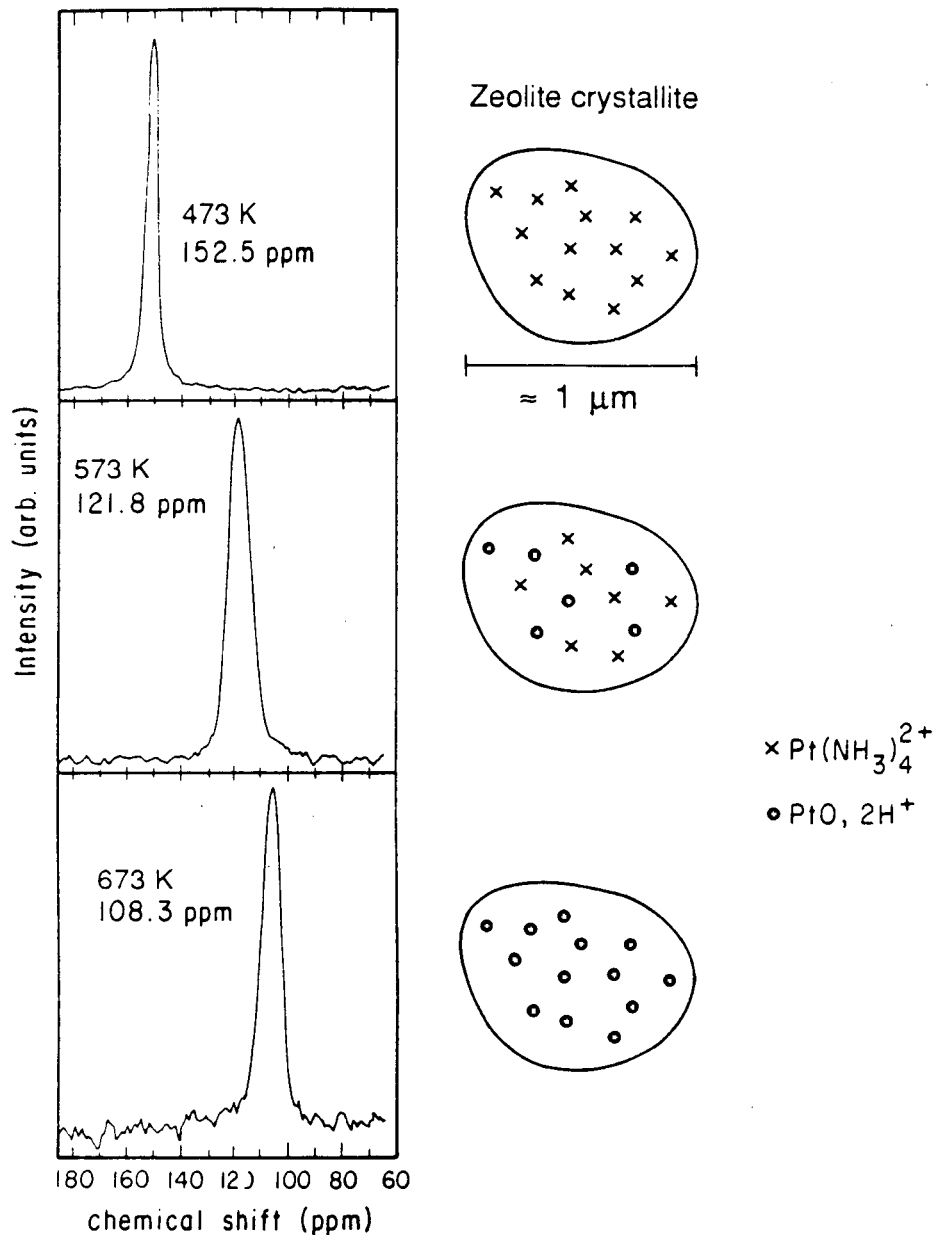 Zeolite crystallite
473 K
152.5 ppm
≈ 1 μm
573 K
121.8 ppm
Intensity (arb. units)
× Pt(NH3)4 2+
o PtO, 2H+
673 K
108.3 ppm
180 160 140 12) 100 80 60
chemical shift (ppm)